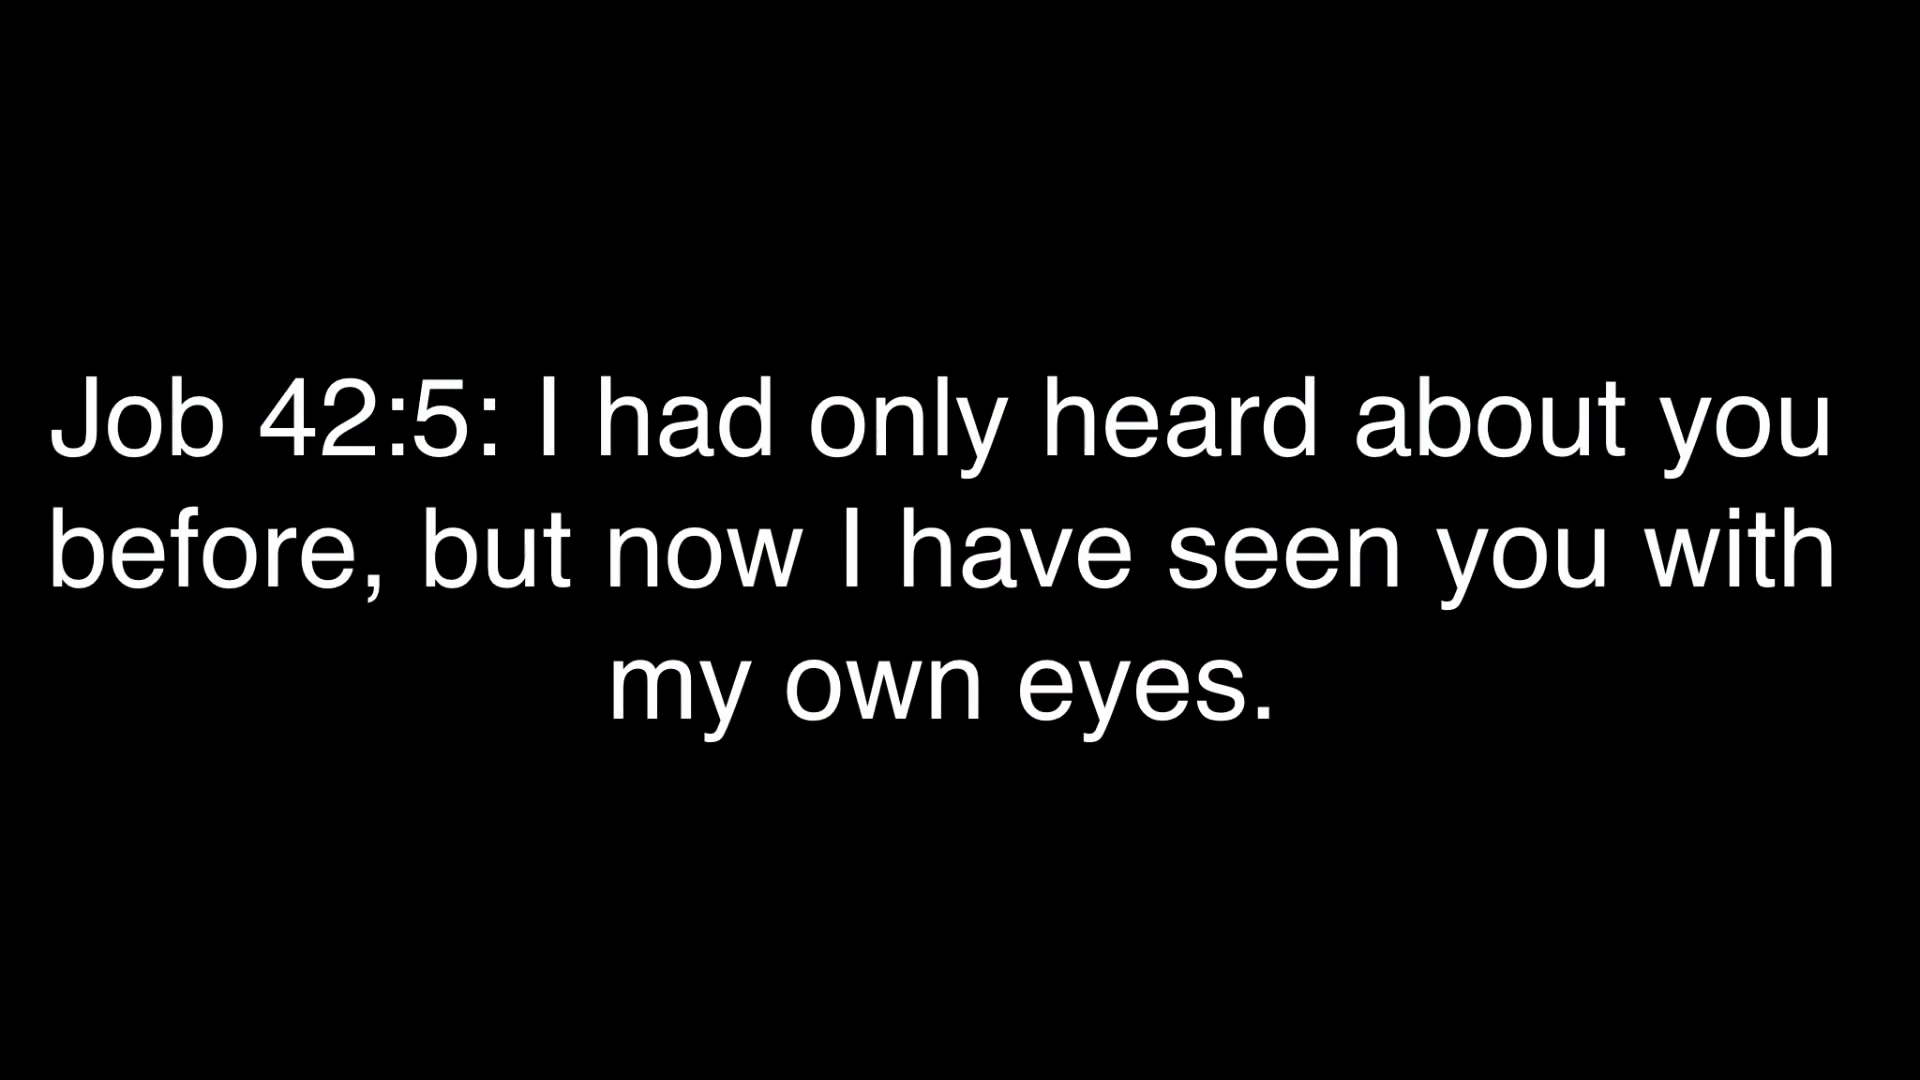 Job 42:5: I had only heard about you
before, but now I have seen you with
my own eyes.